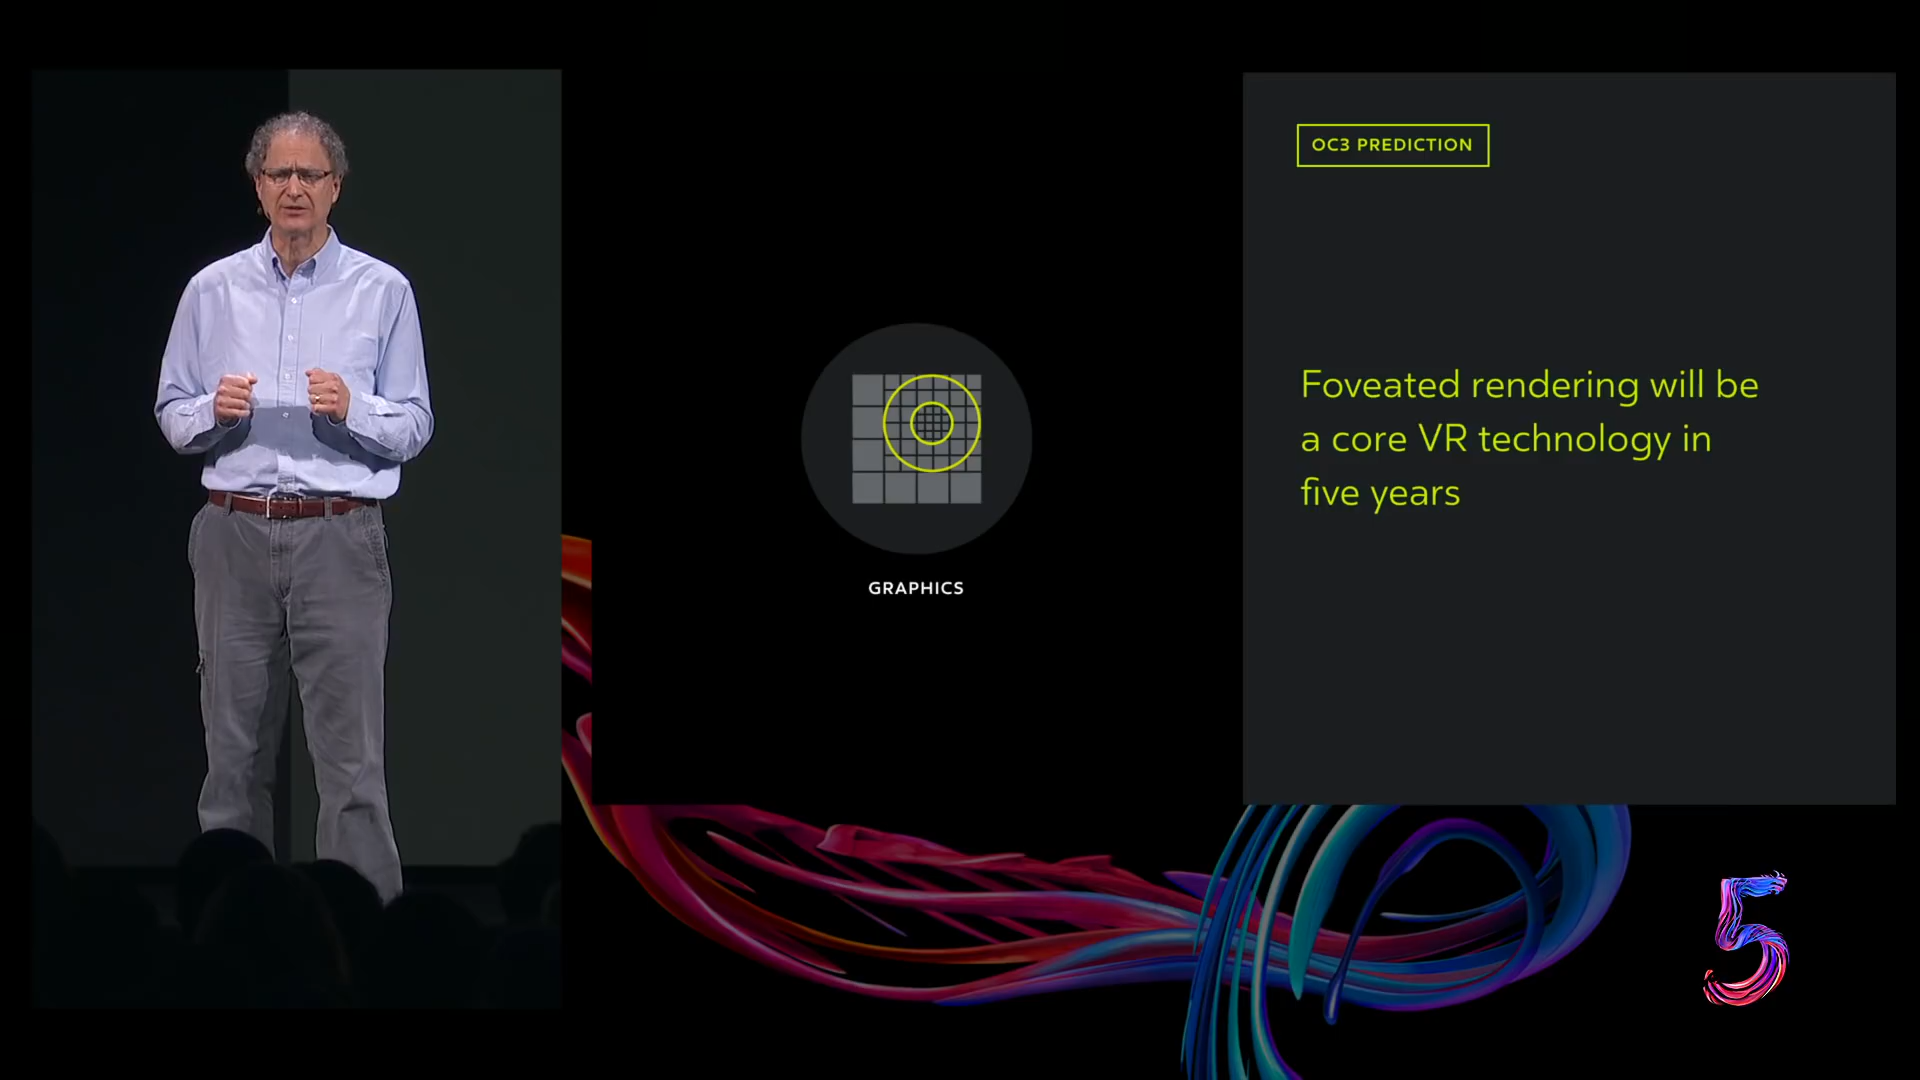 OC3 PREDICTION
Foveated rendering will be
a core VR technology in
five years
GRAPHICS
5